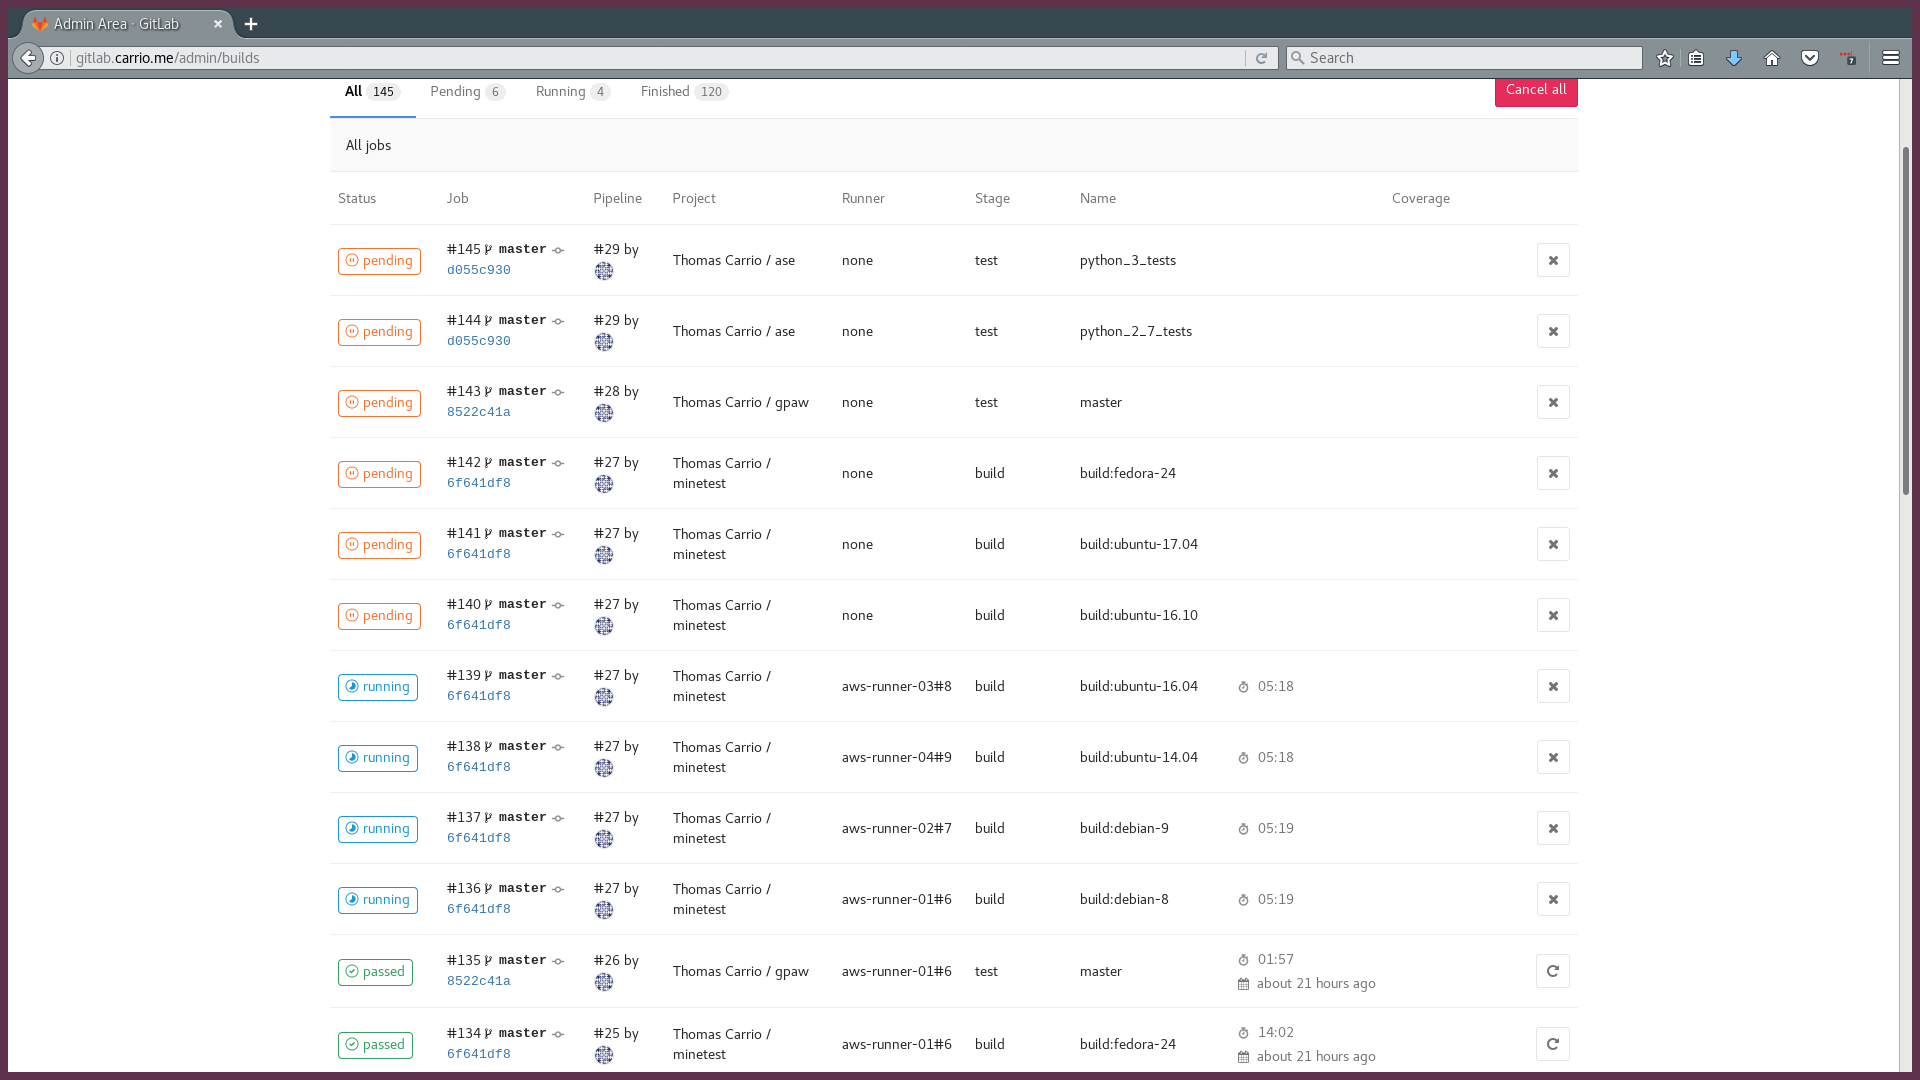 Admin Area · GitLab
gitlab.carrio.me/admin/builds
Search
All 145 Pending 6 Running 4 Finished 120 Cancel all
All jobs
Status Job Pipeline Project Runner Stage Name Coverage
pending #145 master d055c930 #29 by Thomas Carrio / ase none test python_3_tests
pending #144 master d055c930 #29 by Thomas Carrio / ase none test python_2_7_tests
pending #143 master 8522c41a #28 by Thomas Carrio / gpaw none test master
pending #142 master 6f641df8 #27 by Thomas Carrio / minetest none build build:fedora-24
pending #141 master 6f641df8 #27 by Thomas Carrio / minetest none build build:ubuntu-17.04
pending #140 master 6f641df8 #27 by Thomas Carrio / minetest none build build:ubuntu-16.10
running #139 master 6f641df8 #27 by Thomas Carrio / minetest aws-runner-03#8 build build:ubuntu-16.04 05:18
running #138 master 6f641df8 #27 by Thomas Carrio / minetest aws-runner-04#9 build build:ubuntu-14.04 05:18
running #137 master 6f641df8 #27 by Thomas Carrio / minetest aws-runner-02#7 build build:debian-9 05:19
running #136 master 6f641df8 #27 by Thomas Carrio / minetest aws-runner-01#6 build build:debian-8 05:19
passed #135 master 8522c41a #26 by Thomas Carrio / gpaw aws-runner-01#6 test master 01:57 about 21 hours ago
passed #134 master 6f641df8 #25 by Thomas Carrio / minetest aws-runner-01#6 build build:fedora-24 14:02 about 21 hours ago